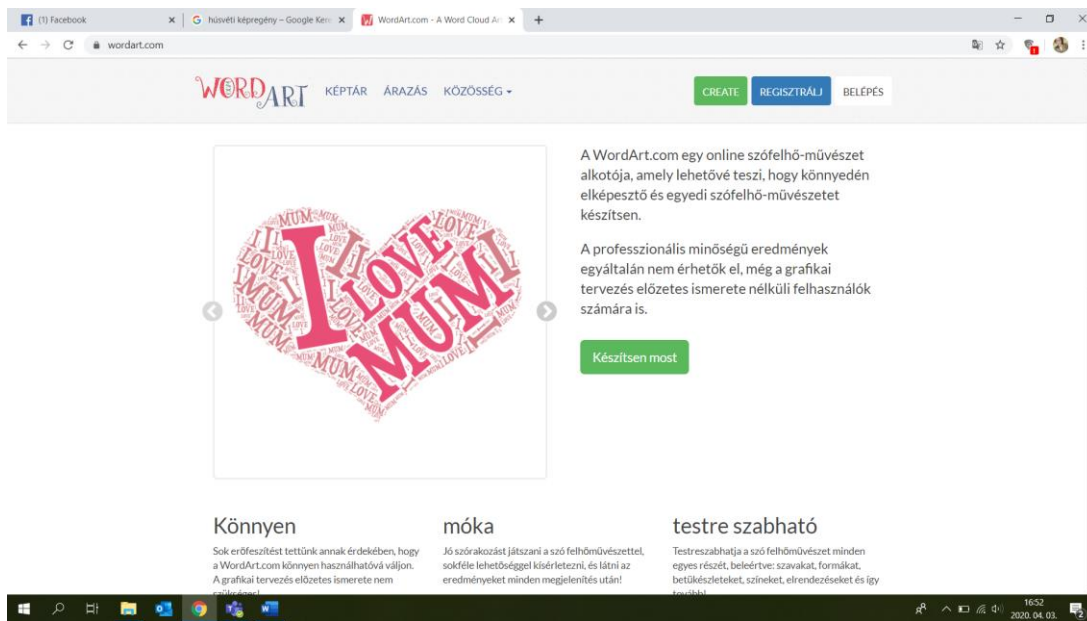 (1) Facebook
húsvéti képregény – Google Ker
WordArt.com - A Word Cloud Ar
wordart.com
WORDART
KÉPTÁR ÁRAZÁS KÖZÖSSÉG
CREATE REGISZTRÁLJ BELÉPÉS
I LOVE MUM
A WordArt.com egy online szófelhő-művészet
alkotója, amely lehetővé teszi, hogy könnyedén
elképesztő és egyedi szófelhő-művészetet
készítsen.
A professzionális minőségű eredmények
egyáltalán nem érhetők el, még a grafikai
tervezés előzetes ismerete nélküli felhasználók
számára is.
Készítsen most
Könnyen
Sok erőfeszítést tettünk annak érdekében, hogy
a WordArt.com könnyen használhatóvá váljon.
A grafikai tervezés előzetes ismerete nem
szükséges!
móka
Jó szórakozást játszani a szó felhőművészettel,
sokféle lehetőséggel kísérletezni, és látni az
eredményeket minden megjelenítés után!
testre szabható
Testreszabhatja a szó felhőművészet minden
egyes részét, beleértve: szavakat, formákat,
betűkészleteket, színeket, elrendezéseket és így
tovább!
16:52
2020. 04. 03.